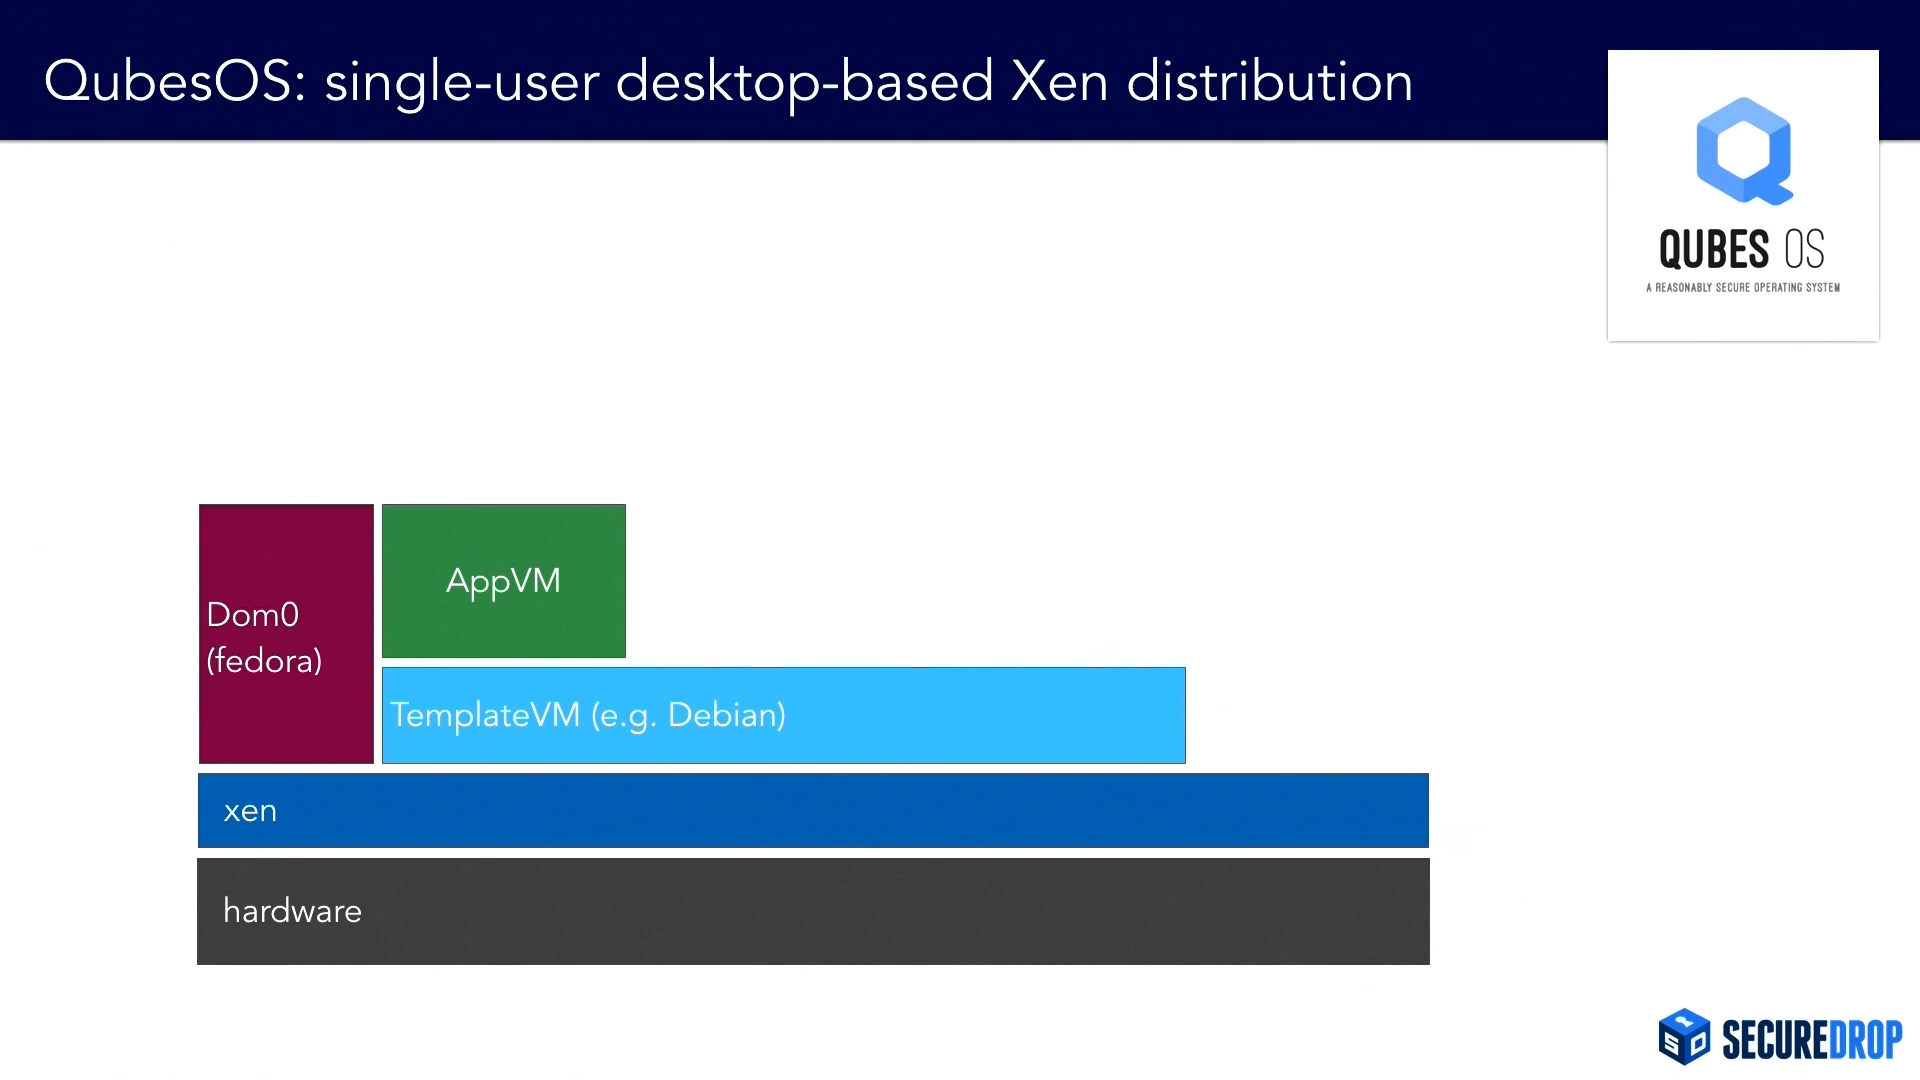 QubesOS: single-user desktop-based Xen distribution
QUBES OS
A REASONABLY SECURE OPERATING SYSTEM
AppVM
Dom0
(fedora)
TemplateVM (e.g. Debian)
xen
hardware
SD
SECUREDROP